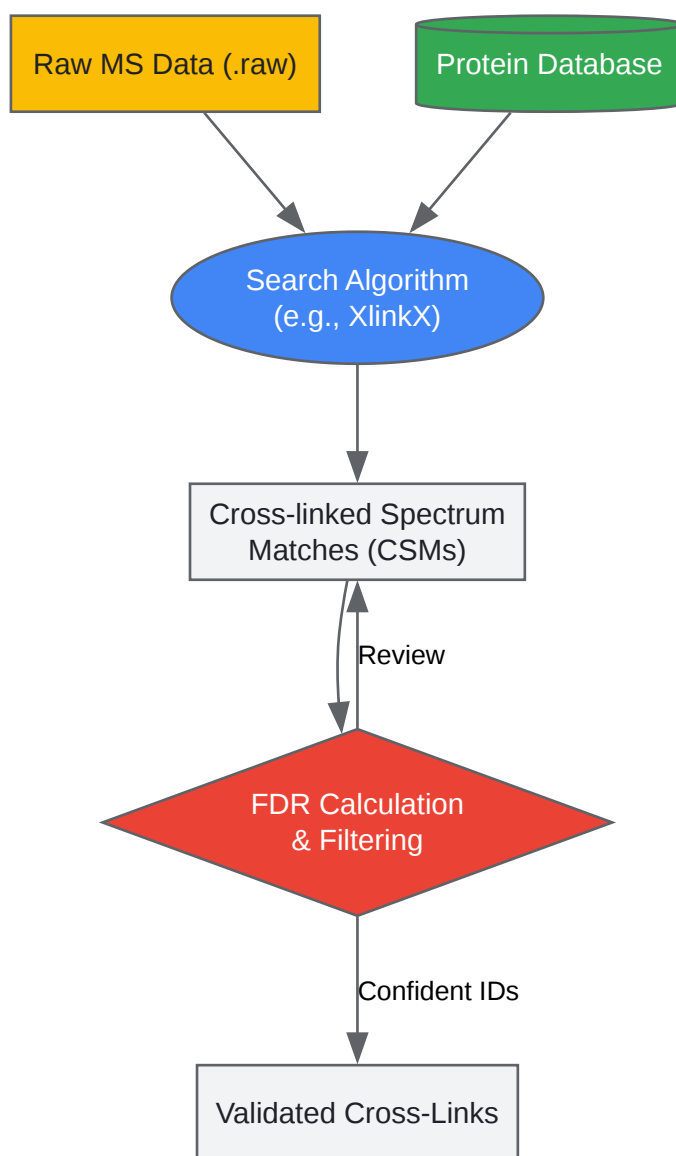 Raw MS Data (.raw)
Protein Database
Search Algorithm
(e.g., XlinkX)
Cross-linked Spectrum
Matches (CSMs)
Review
FDR Calculation
& Filtering
Confident IDs
Validated Cross-Links